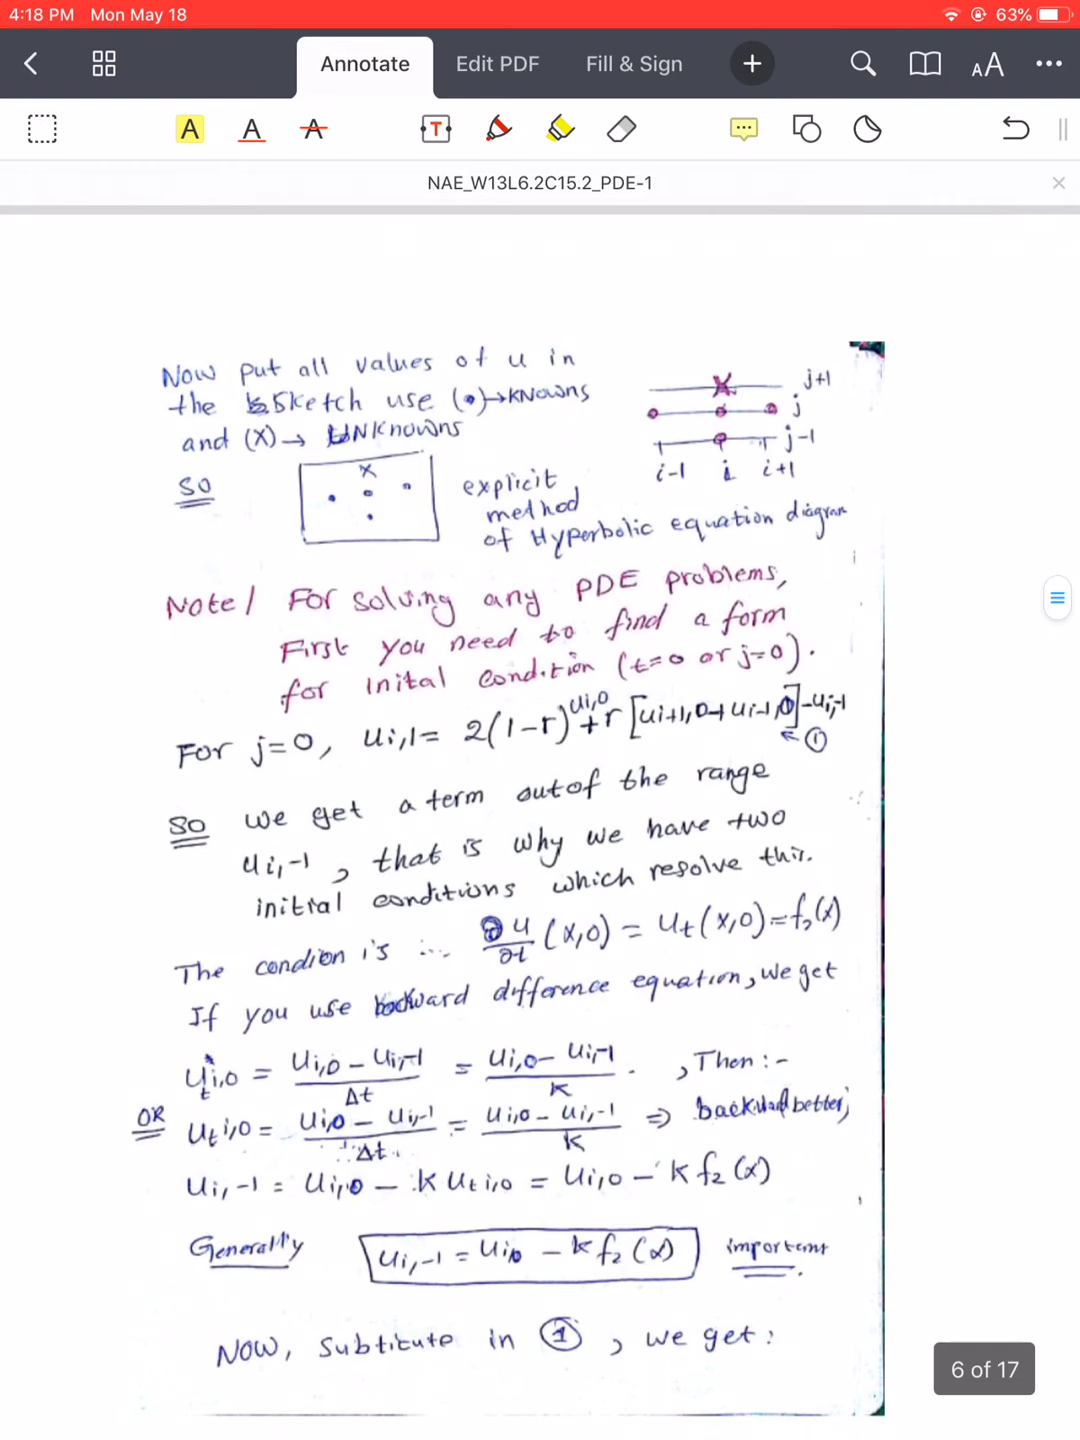 4:18 PM Mon May 18 63%
Annotate Edit PDF Fill & Sign +
AA
A A A T
NAE_W13L6.2C15.2_PDE-1
Now put all values of u in
the sketch use (•)→KNowns
and (X)→ UNKnowns
j+1
j
j-1
i-1 i i+1
SO
X
explicit
method
of Hyperbolic equation diagram
Note/ For solving any PDE problems,
First you need to find a form
for inital condition (t=0 or j=0).
For j=0, ui,1= 2(1-r)ui,0 +r [ui+1,0+ui-1,0]-ui,-1
①
SO we get a term out of the range
ui,-1, that is why we have two
initial conditions which resolve this.
The condion is ... ∂u/∂t (x,0) = ut(x,0)=f2(x)
If you use backward difference equation, we get
uti,0 = ui,0 - ui,-1 / Δt = ui,0 - ui,-1 / K . , Then :-
OR uti,0 = ui,0 - ui,-1 / Δt = ui,0 - ui,-1 / K ⇒ backward better;
ui,-1 = ui,0 - K uti,0 = ui,0 - K f2(x)
Generally ui,-1 = ui,0 - k f2(x) important
NOW, Substitute in ①, we get:
6 of 17